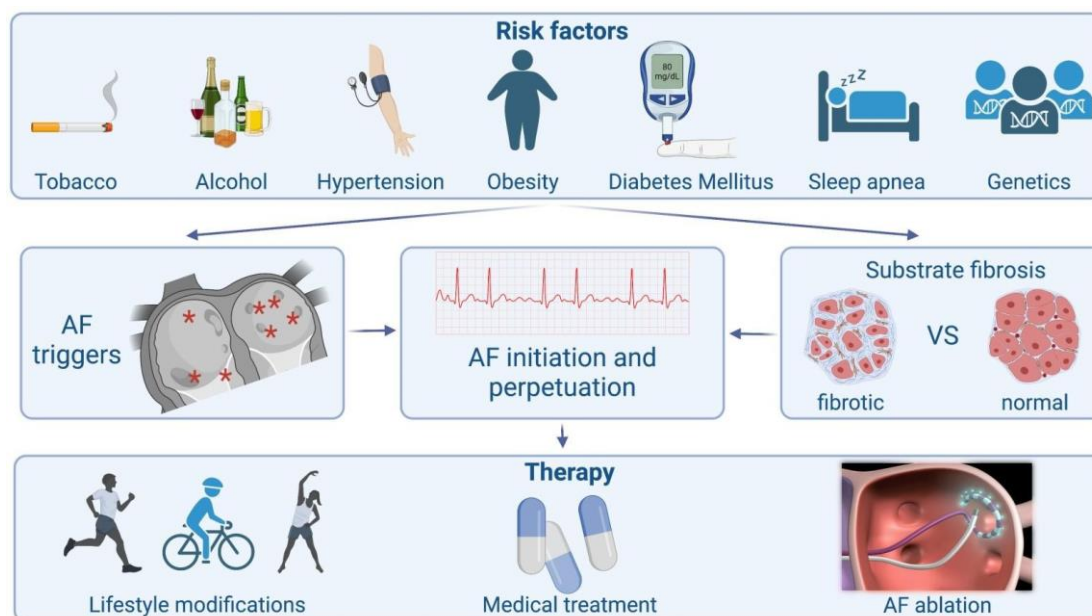 Risk factors
80
mg/dL
zzz
Tobacco
Alcohol
Hypertension
Obesity
Diabetes Mellitus
Sleep apnea
Genetics
AF
triggers
AF initiation and
perpetuation
Substrate fibrosis
VS
fibrotic
normal
Therapy
Lifestyle modifications
Medical treatment
AF ablation